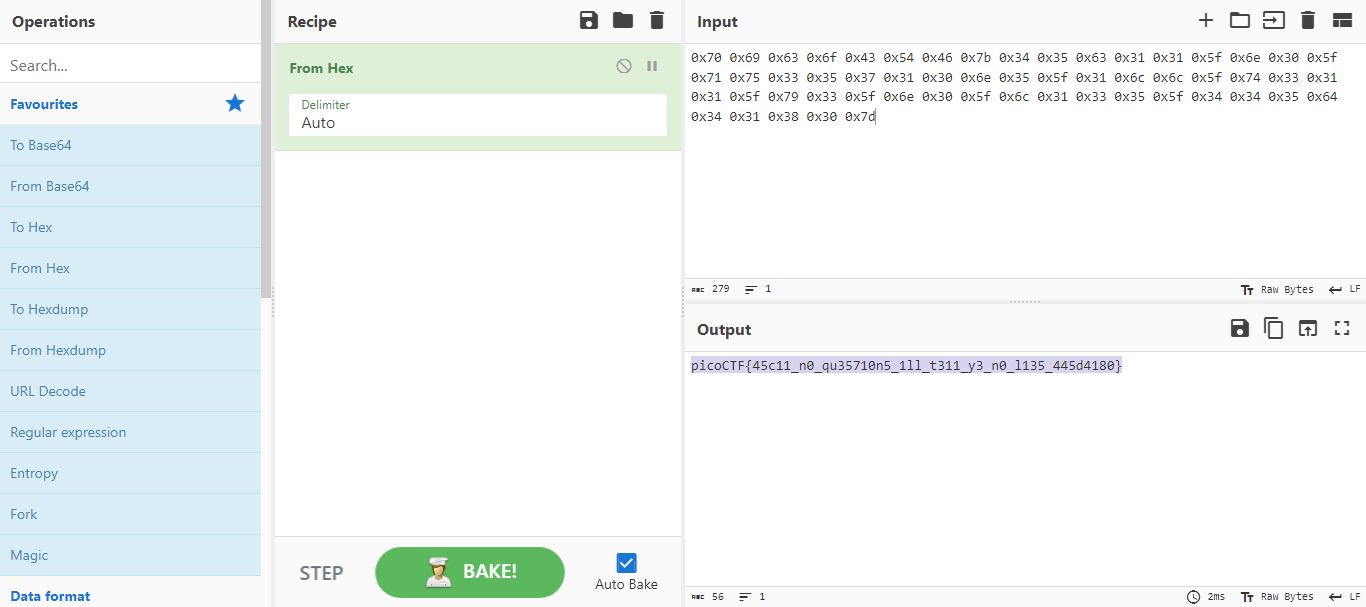 Operations
Search...
Favourites
To Base64
From Base64
To Hex
From Hex
To Hexdump
From Hexdump
URL Decode
Regular expression
Entropy
Fork
Magic
Data format
Recipe
From Hex
Delimiter
Auto
STEP
BAKE!
Auto Bake
Input
0x70 0x69 0x63 0x6f 0x43 0x54 0x46 0x7b 0x34 0x35 0x63 0x31 0x31 0x5f 0x6e 0x30 0x5f
0x71 0x75 0x33 0x35 0x37 0x31 0x30 0x6e 0x35 0x5f 0x31 0x6c 0x6c 0x5f 0x74 0x33 0x31
0x31 0x5f 0x79 0x33 0x5f 0x6e 0x30 0x5f 0x6c 0x31 0x33 0x35 0x5f 0x34 0x34 0x35 0x64
0x34 0x31 0x38 0x30 0x7d
ABC 279 1 Tт Raw Bytes LF
Output
picoCTF{45c11_n0_qu35710n5_1ll_t311_y3_n0_l135_445d4180}
ABC 56 1 2ms Tт Raw Bytes LF